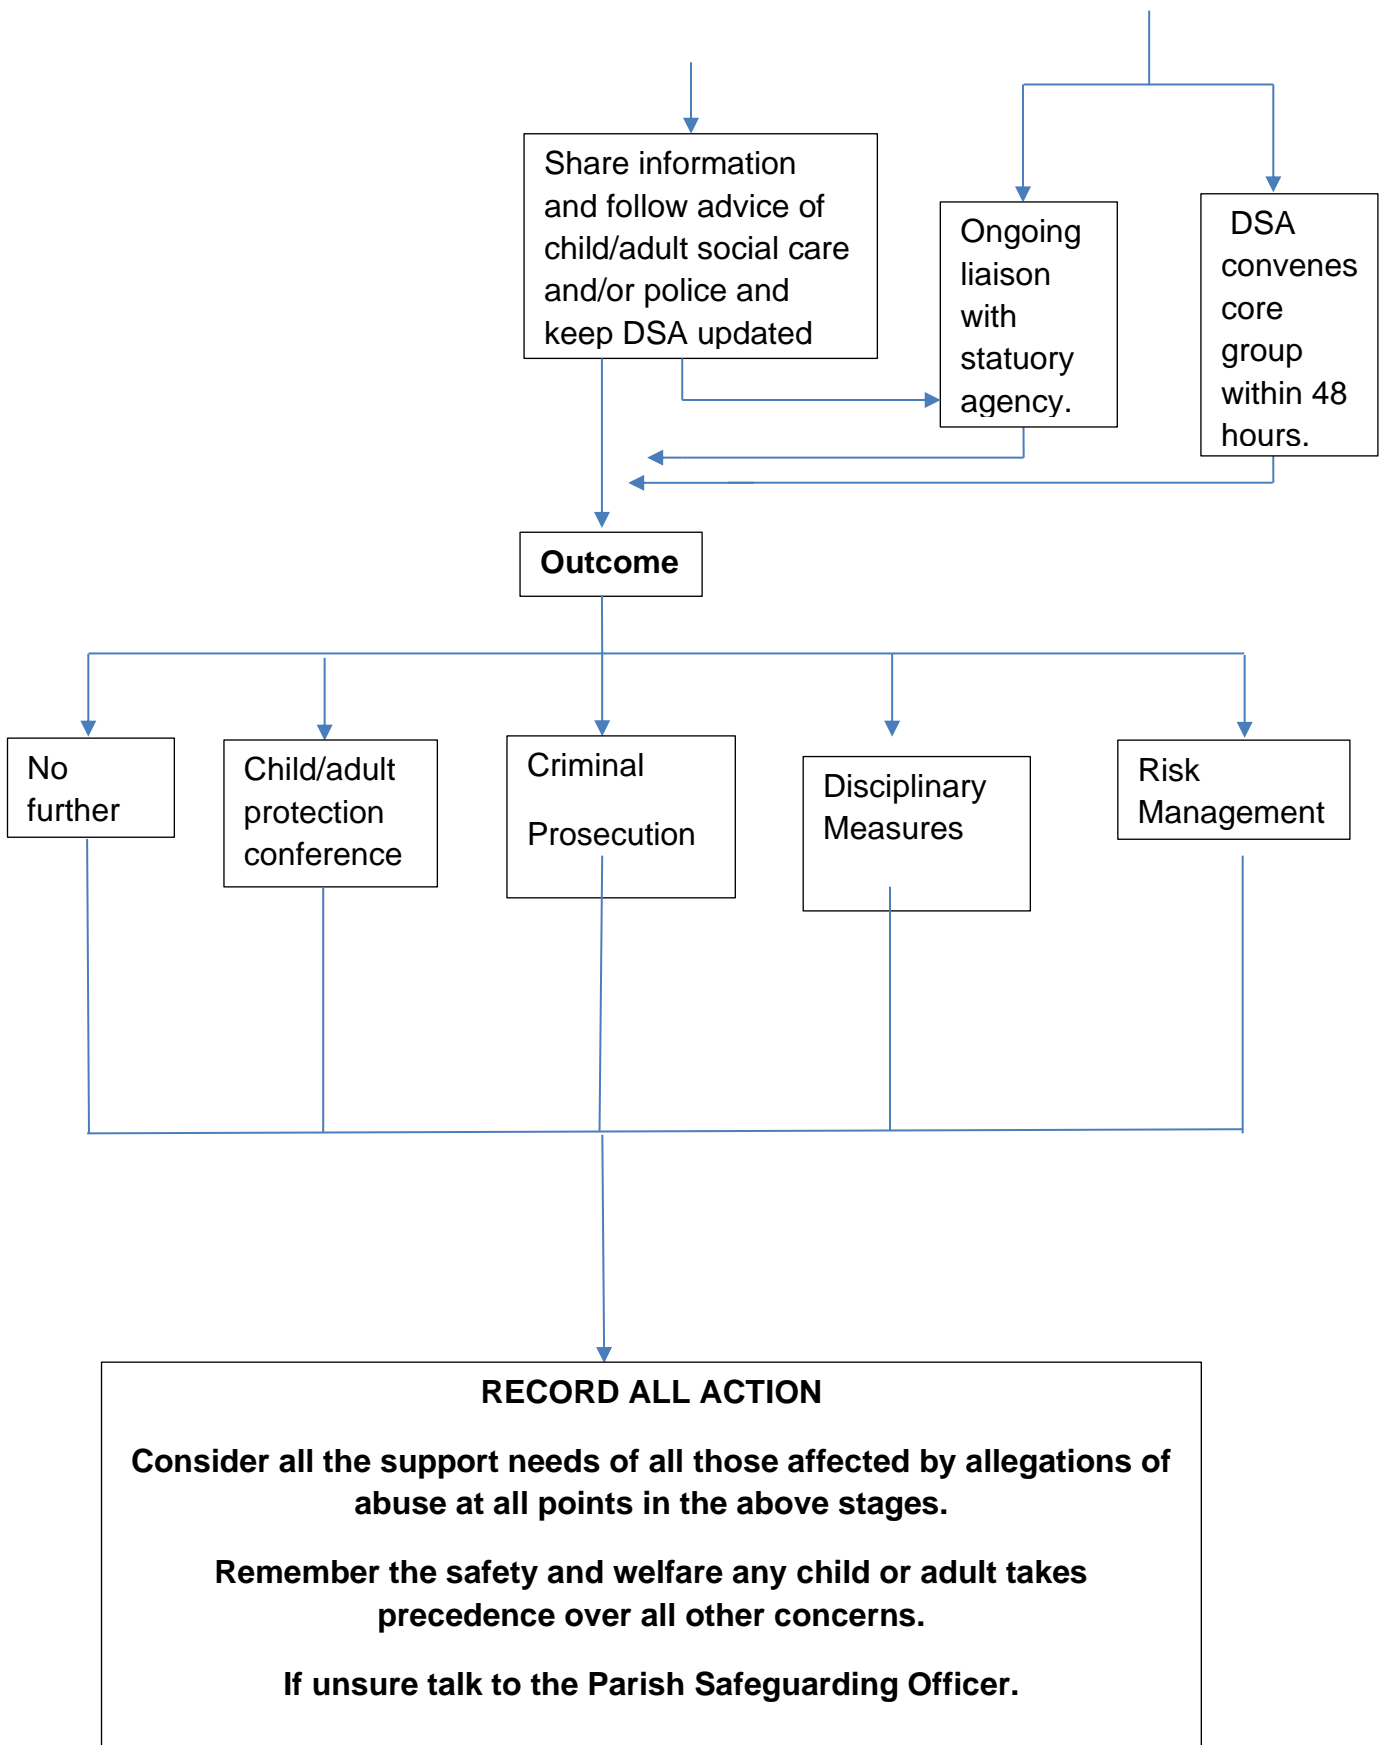 Share information
and follow advice of
child/adult social care
and/or police and
keep DSA updated
Ongoing
liaison
with
statuory
agency.
DSA
convenes
core
group
within 48
hours.
Outcome
No
further
Child/adult
protection
conference
Criminal
Prosecution
Disciplinary
Measures
Risk
Management
RECORD ALL ACTION
Consider all the support needs of all those affected by allegations of
abuse at all points in the above stages.
Remember the safety and welfare any child or adult takes
precedence over all other concerns.
If unsure talk to the Parish Safeguarding Officer.